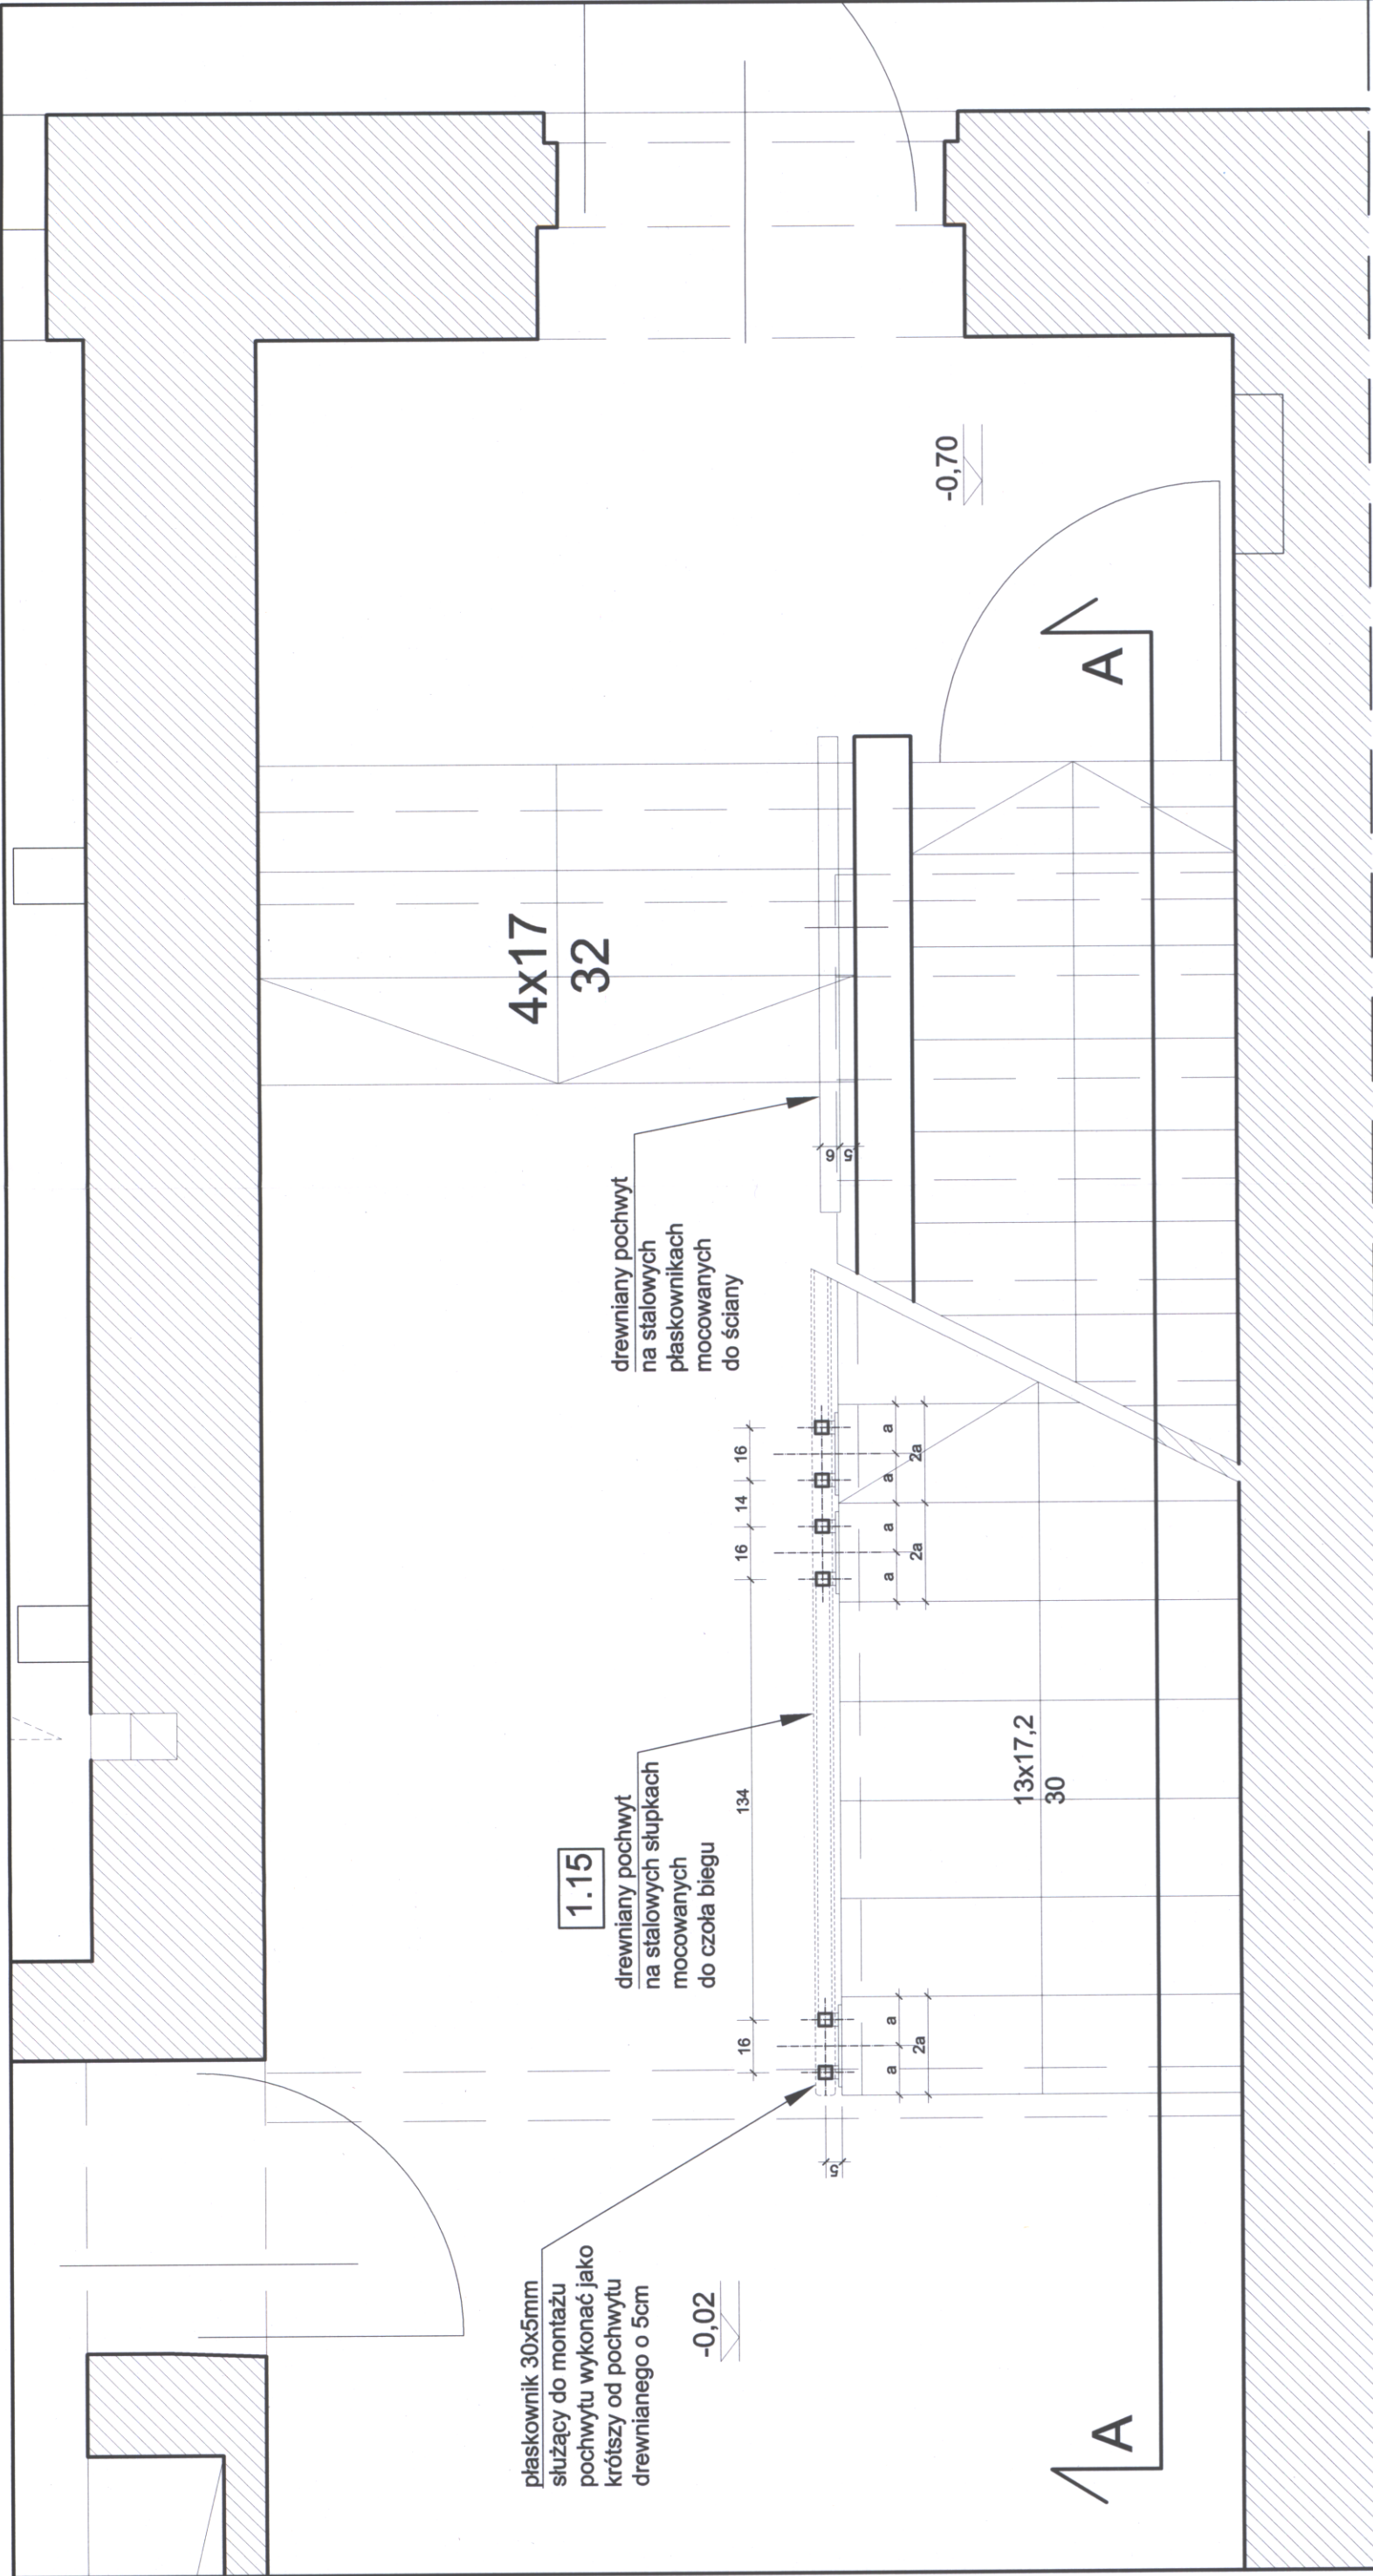 płaskownik 30x5mm
służący do montażu
pochwytu wykonać jako
krótszy od pochwytu
drewnianego o 5cm
-0,02
1.15
drewniany pochwyt
na stalowych słupkach
mocowanych
do czoła biegu
drewniany pochwyt
na stalowych
płaskownikach
mocowanych
do ściany
4x17
32
-0,70
16
134
16
14
16
6
5
5
a
a
2a
a
a
2a
a
a
2a
13x17,2
30
A
A